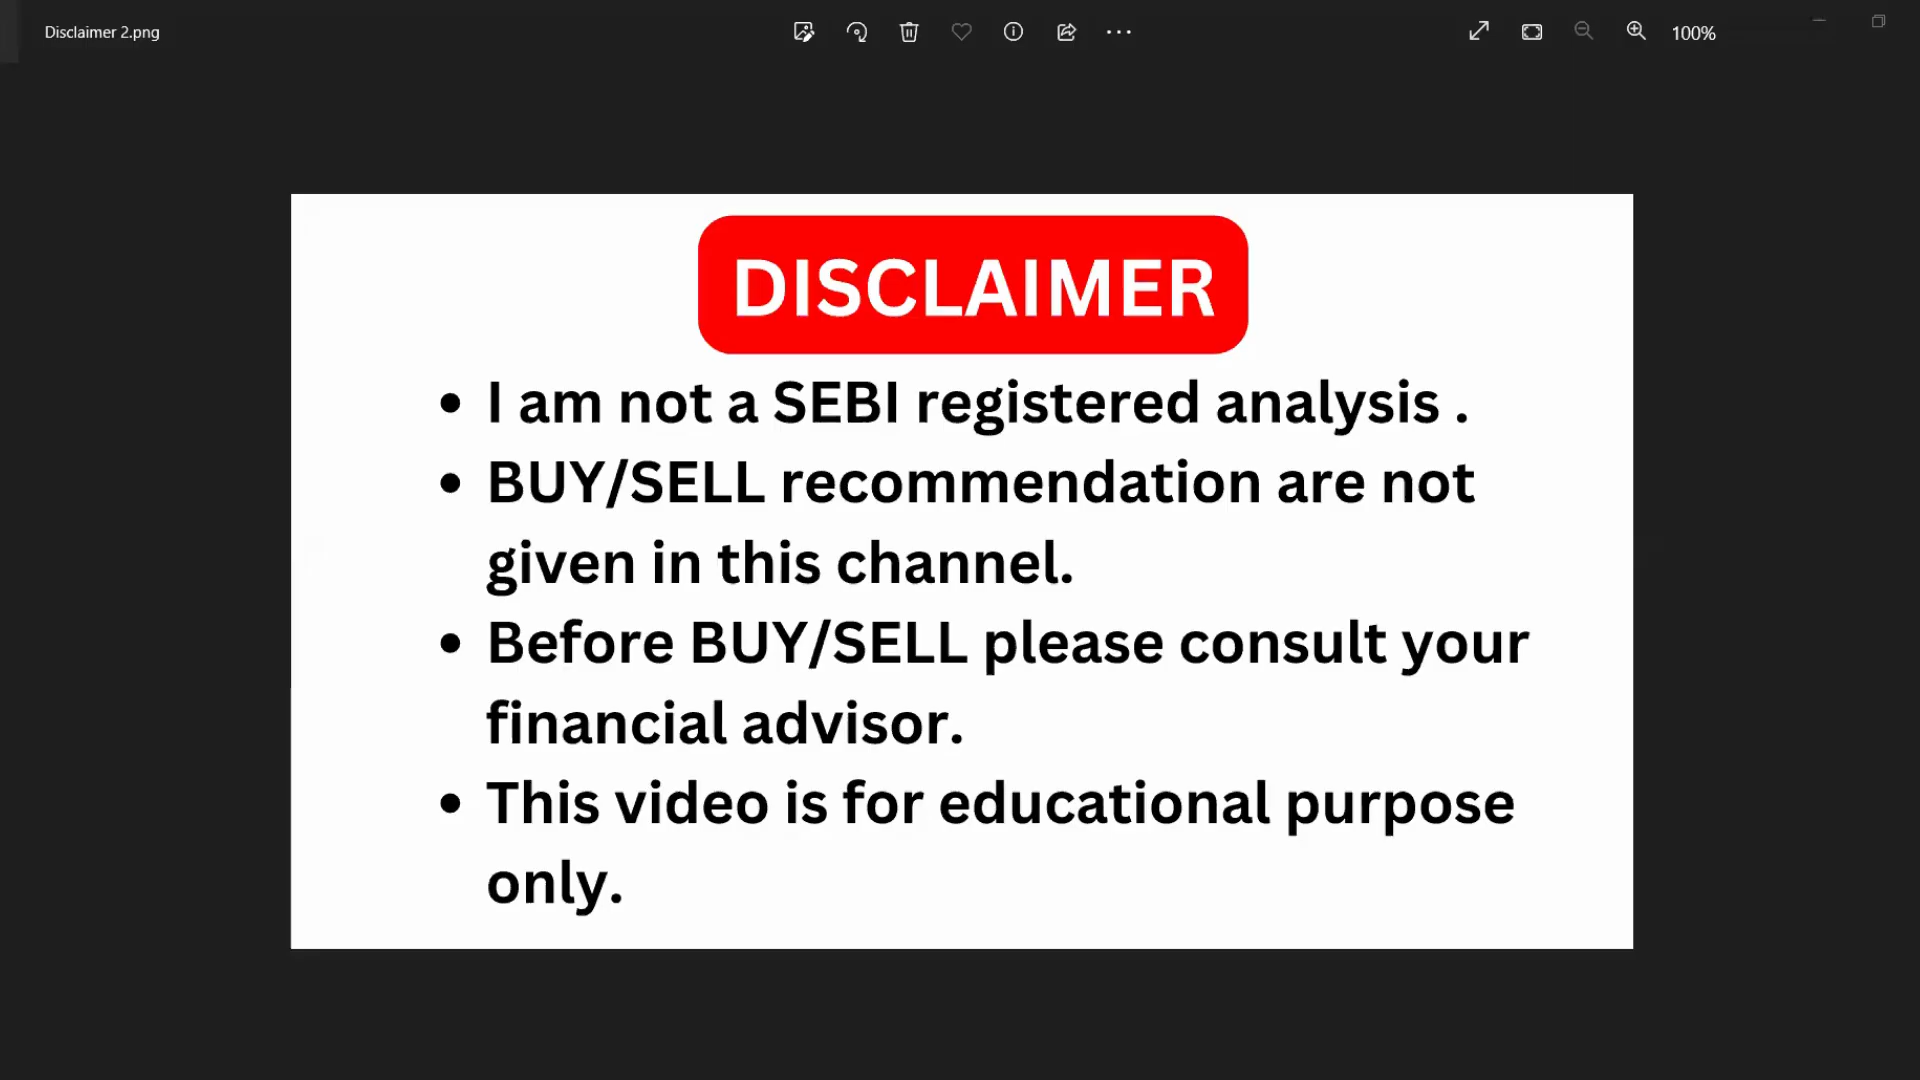 Disclaimer 2.png
100%
DISCLAIMER
• I am not a SEBI registered analysis .
• BUY/SELL recommendation are not
given in this channel.
• Before BUY/SELL please consult your
financial advisor.
• This video is for educational purpose
only.